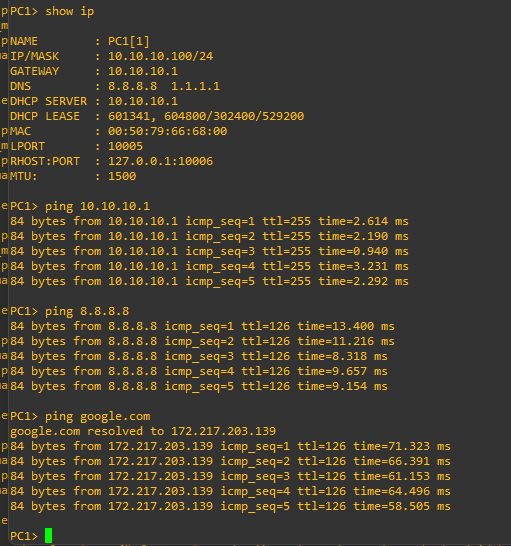 PC1> show ip
NAME : PC1[1]
IP/MASK : 10.10.10.100/24
GATEWAY : 10.10.10.1
DNS : 8.8.8.8 1.1.1.1
DHCP SERVER : 10.10.10.1
DHCP LEASE : 601341, 604800/302400/529200
MAC : 00:50:79:66:68:00
LPORT : 10005
RHOST:PORT : 127.0.0.1:10006
MTU: : 1500
PC1> ping 10.10.10.1
84 bytes from 10.10.10.1 icmp_seq=1 ttl=255 time=2.614 ms
84 bytes from 10.10.10.1 icmp_seq=2 ttl=255 time=2.190 ms
84 bytes from 10.10.10.1 icmp_seq=3 ttl=255 time=0.940 ms
84 bytes from 10.10.10.1 icmp_seq=4 ttl=255 time=3.231 ms
84 bytes from 10.10.10.1 icmp_seq=5 ttl=255 time=2.292 ms
PC1> ping 8.8.8.8
84 bytes from 8.8.8.8 icmp_seq=1 ttl=126 time=13.400 ms
84 bytes from 8.8.8.8 icmp_seq=2 ttl=126 time=11.216 ms
84 bytes from 8.8.8.8 icmp_seq=3 ttl=126 time=8.318 ms
84 bytes from 8.8.8.8 icmp_seq=4 ttl=126 time=9.657 ms
84 bytes from 8.8.8.8 icmp_seq=5 ttl=126 time=9.154 ms
PC1> ping google.com
google.com resolved to 172.217.203.139
84 bytes from 172.217.203.139 icmp_seq=1 ttl=126 time=71.323 ms
84 bytes from 172.217.203.139 icmp_seq=2 ttl=126 time=66.391 ms
84 bytes from 172.217.203.139 icmp_seq=3 ttl=126 time=61.153 ms
84 bytes from 172.217.203.139 icmp_seq=4 ttl=126 time=64.496 ms
84 bytes from 172.217.203.139 icmp_seq=5 ttl=126 time=58.505 ms
PC1>